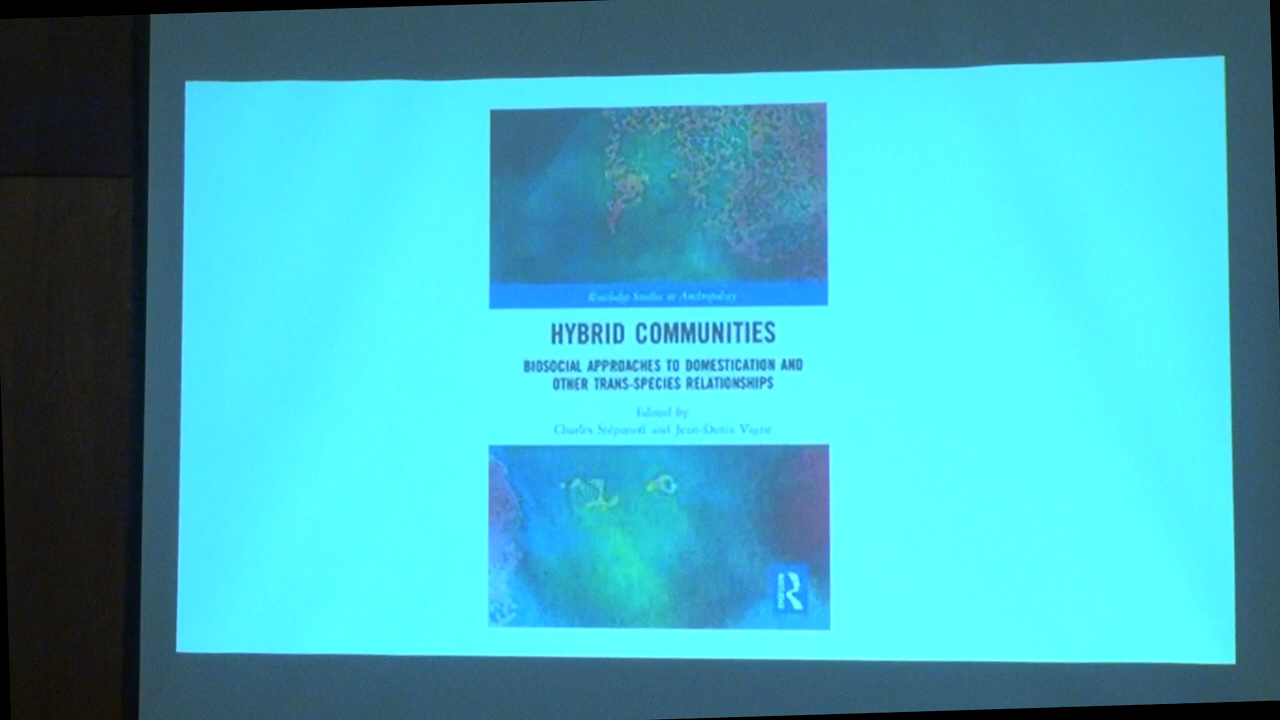 Routledge Studies in Anthropology
HYBRID COMMUNITIES
BIOSOCIAL APPROACHES TO DOMESTICATION AND
OTHER TRANS-SPECIES RELATIONSHIPS
Edited by
Charles Stépanoff and Jean-Denis Vigne
R